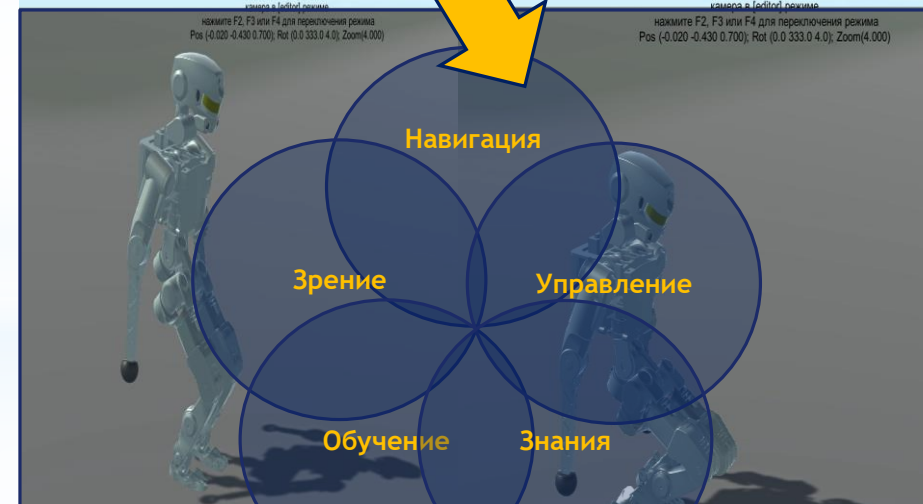 камера в [editor] режиме
нажмите F2, F3 или F4 для переключения режима
Pos (-0.020 -0.430 0.700); Rot (0.0 333.0 4.0); Zoom(4.000)
камера в [editor] режиме
нажмите F2, F3 или F4 для переключения режима
Pos (-0.020 -0.430 0.700); Rot (0.0 333.0 4.0); Zoom(4.000)
Навигация
Зрение
Управление
Обучение
Знания